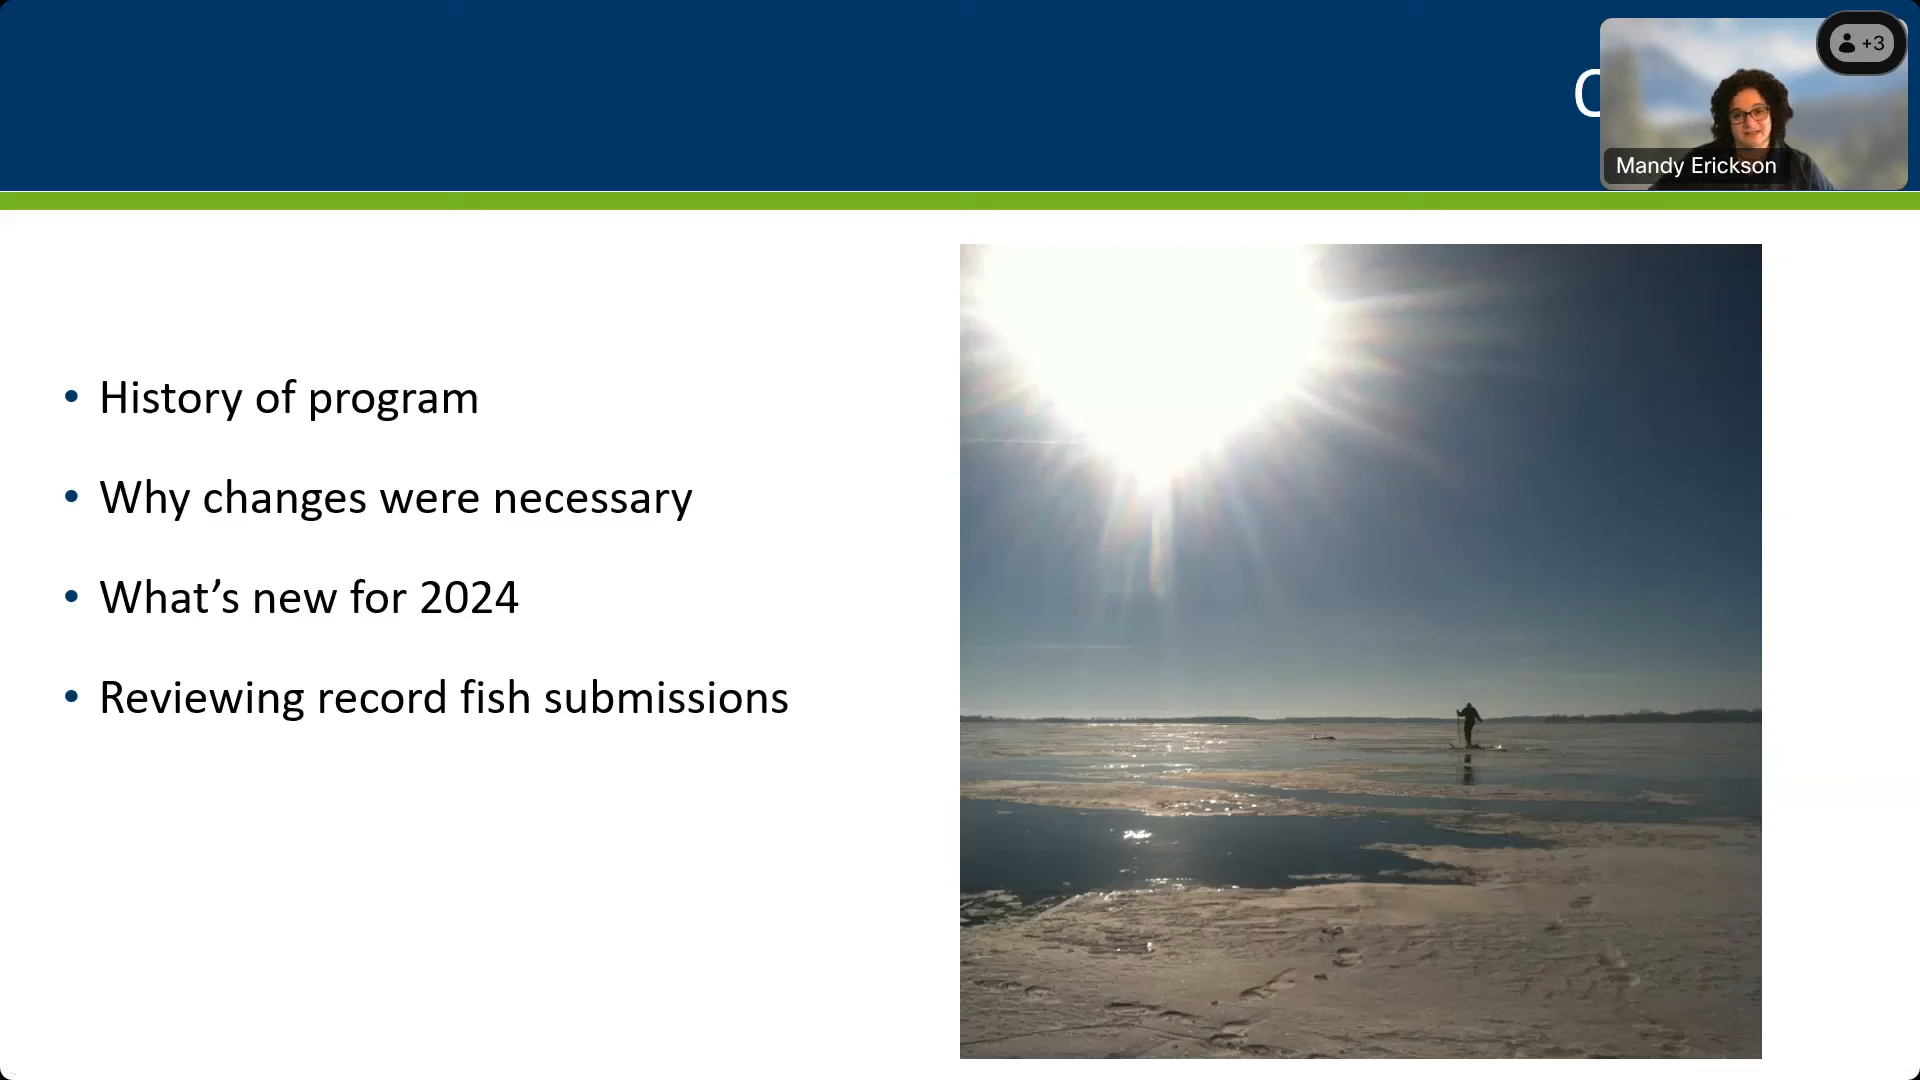 +3
Mandy Erickson
• History of program
• Why changes were necessary
• What’s new for 2024
• Reviewing record fish submissions